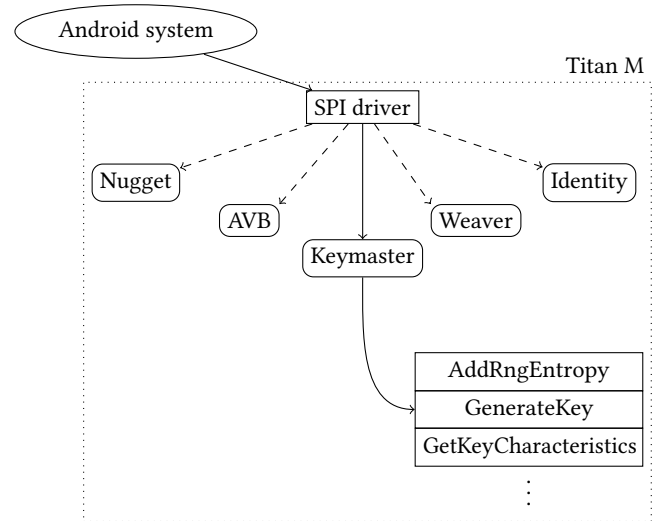 Android system
Titan M
SPI driver
Nugget
Identity
AVB
Weaver
Keymaster
AddRngEntropy
GenerateKey
GetKeyCharacteristics
⋮